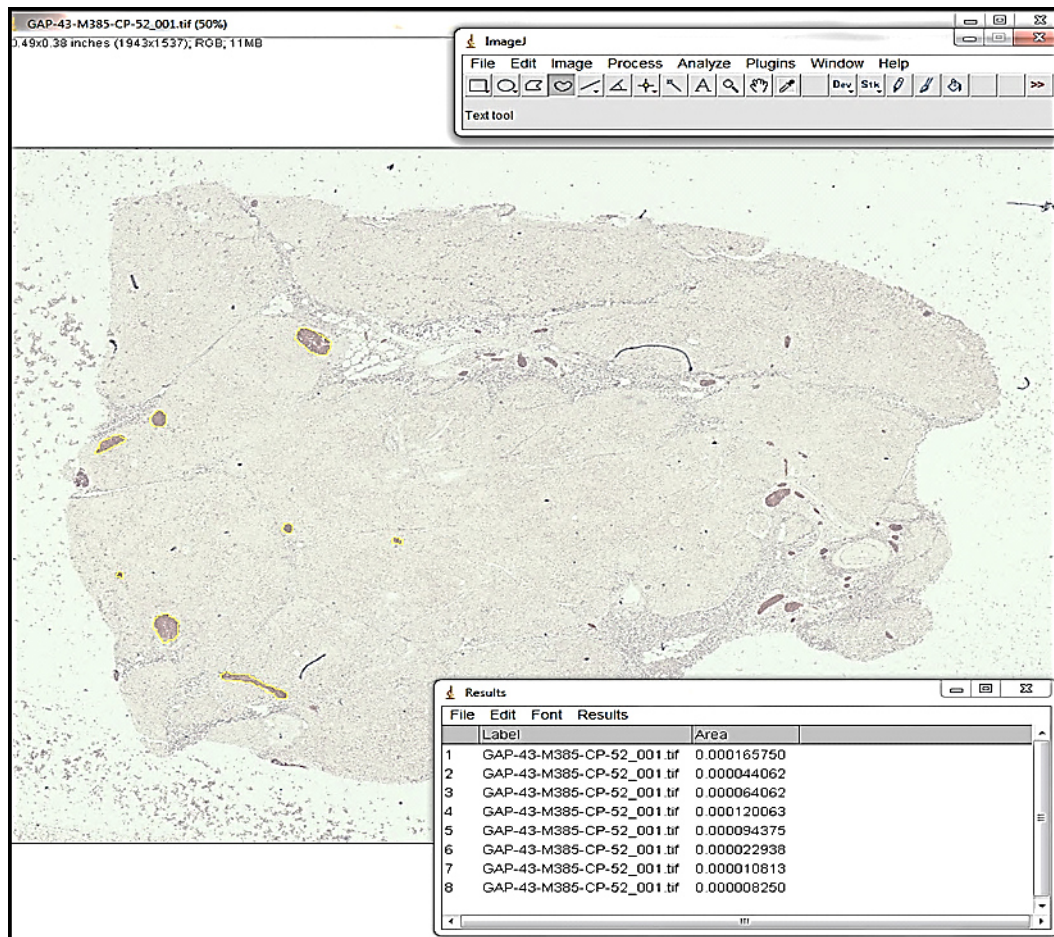 GAP-43-M385-CP-52_001.tif (50%)
0.49x0.38 inches (1943x1537); RGB; 11MB
ImageJ
File Edit Image Process Analyze Plugins Window Help
A Dev Stk >>
Text tool
Results
File Edit Font Results
Label Area
1 GAP-43-M385-CP-52_001.tif 0.000165750
2 GAP-43-M385-CP-52_001.tif 0.000044062
3 GAP-43-M385-CP-52_001.tif 0.000064062
4 GAP-43-M385-CP-52_001.tif 0.000120063
5 GAP-43-M385-CP-52_001.tif 0.000094375
6 GAP-43-M385-CP-52_001.tif 0.000022938
7 GAP-43-M385-CP-52_001.tif 0.000010813
8 GAP-43-M385-CP-52_001.tif 0.000008250